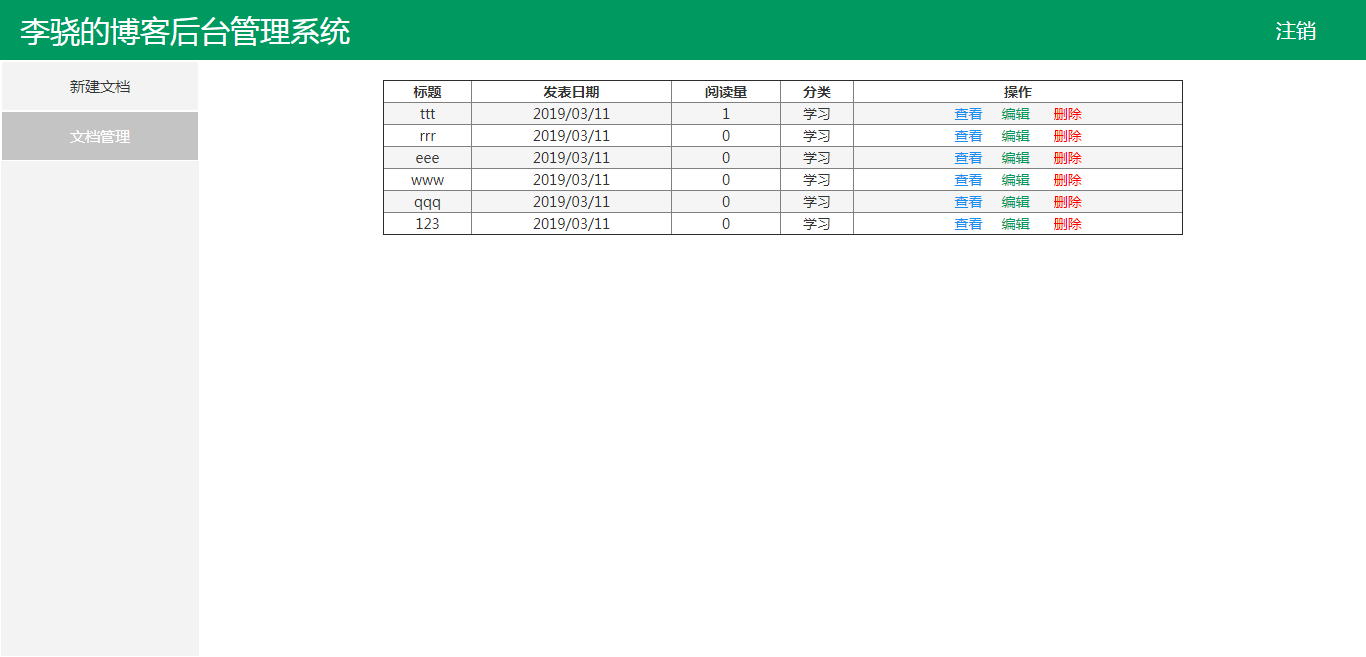 李骁的博客后台管理系统 注销
新建文档
文档管理
标题 发表日期 阅读量 分类 操作
ttt 2019/03/11 1 学习 查看 编辑 删除
rrr 2019/03/11 0 学习 查看 编辑 删除
eee 2019/03/11 0 学习 查看 编辑 删除
www 2019/03/11 0 学习 查看 编辑 删除
qqq 2019/03/11 0 学习 查看 编辑 删除
123 2019/03/11 0 学习 查看 编辑 删除